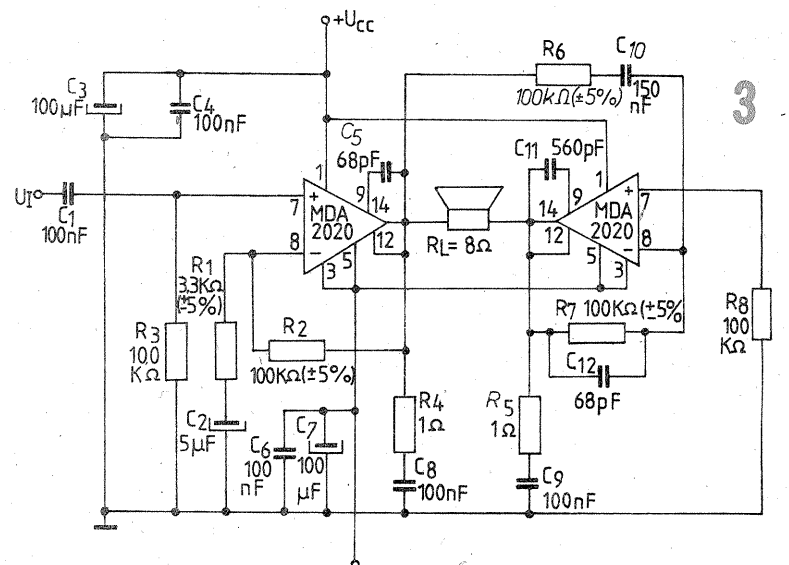 +UCC
R6
C10
100kΩ(±5%)
150
nF
3
C3
100µF
C4
100nF
C5
68pF
C11
560pF
1
1
UI
C1
100nF
7
+
9
14
MDA
2020
12
8
−
3
5
RL= 8Ω
9
14
12
MDA
2020
+
7
−
8
5
3
R1
3,3KΩ
(±5%)
R3
100
KΩ
R2
100KΩ(±5%)
R7
100KΩ(±5%
C12
68pF
R8
100
KΩ
C2
5µF
C6
100
nF
C7
100
µF
R4
1Ω
C8
100nF
R5
1Ω
C9
100nF